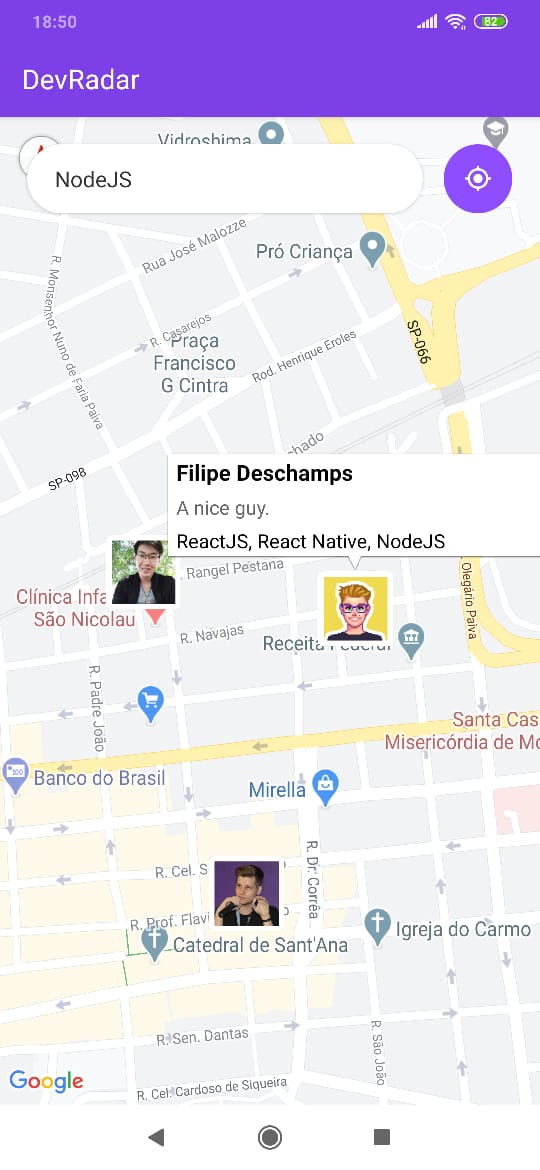 18:50
82
DevRadar
Vidroshima
NodeJS
Rua José Malozze
Pró Criança
R. Monsenhor Nuno de Faria Paiva
R. Casarejos
Praça
Francisco
G Cintra
Rod. Henrique Eroles
SP-066
SP-098
Filipe Deschamps
A nice guy.
ReactJS, React Native, NodeJS
Rangel Pestana
Olegário Paiva
Clínica Infa
São Nicolau
R. Navajas
Receita Federal
R. Padre João
Santa Cas
Misericórdia de Mo
Banco do Brasil
Mirella
R. Dr. Corrêa
R. Cel. S
R. Prof. Flavi
Catedral de Sant'Ana
Igreja do Carmo
R. Sen. Dantas
R. São João
Google
R. Cel. Cardoso de Siqueira